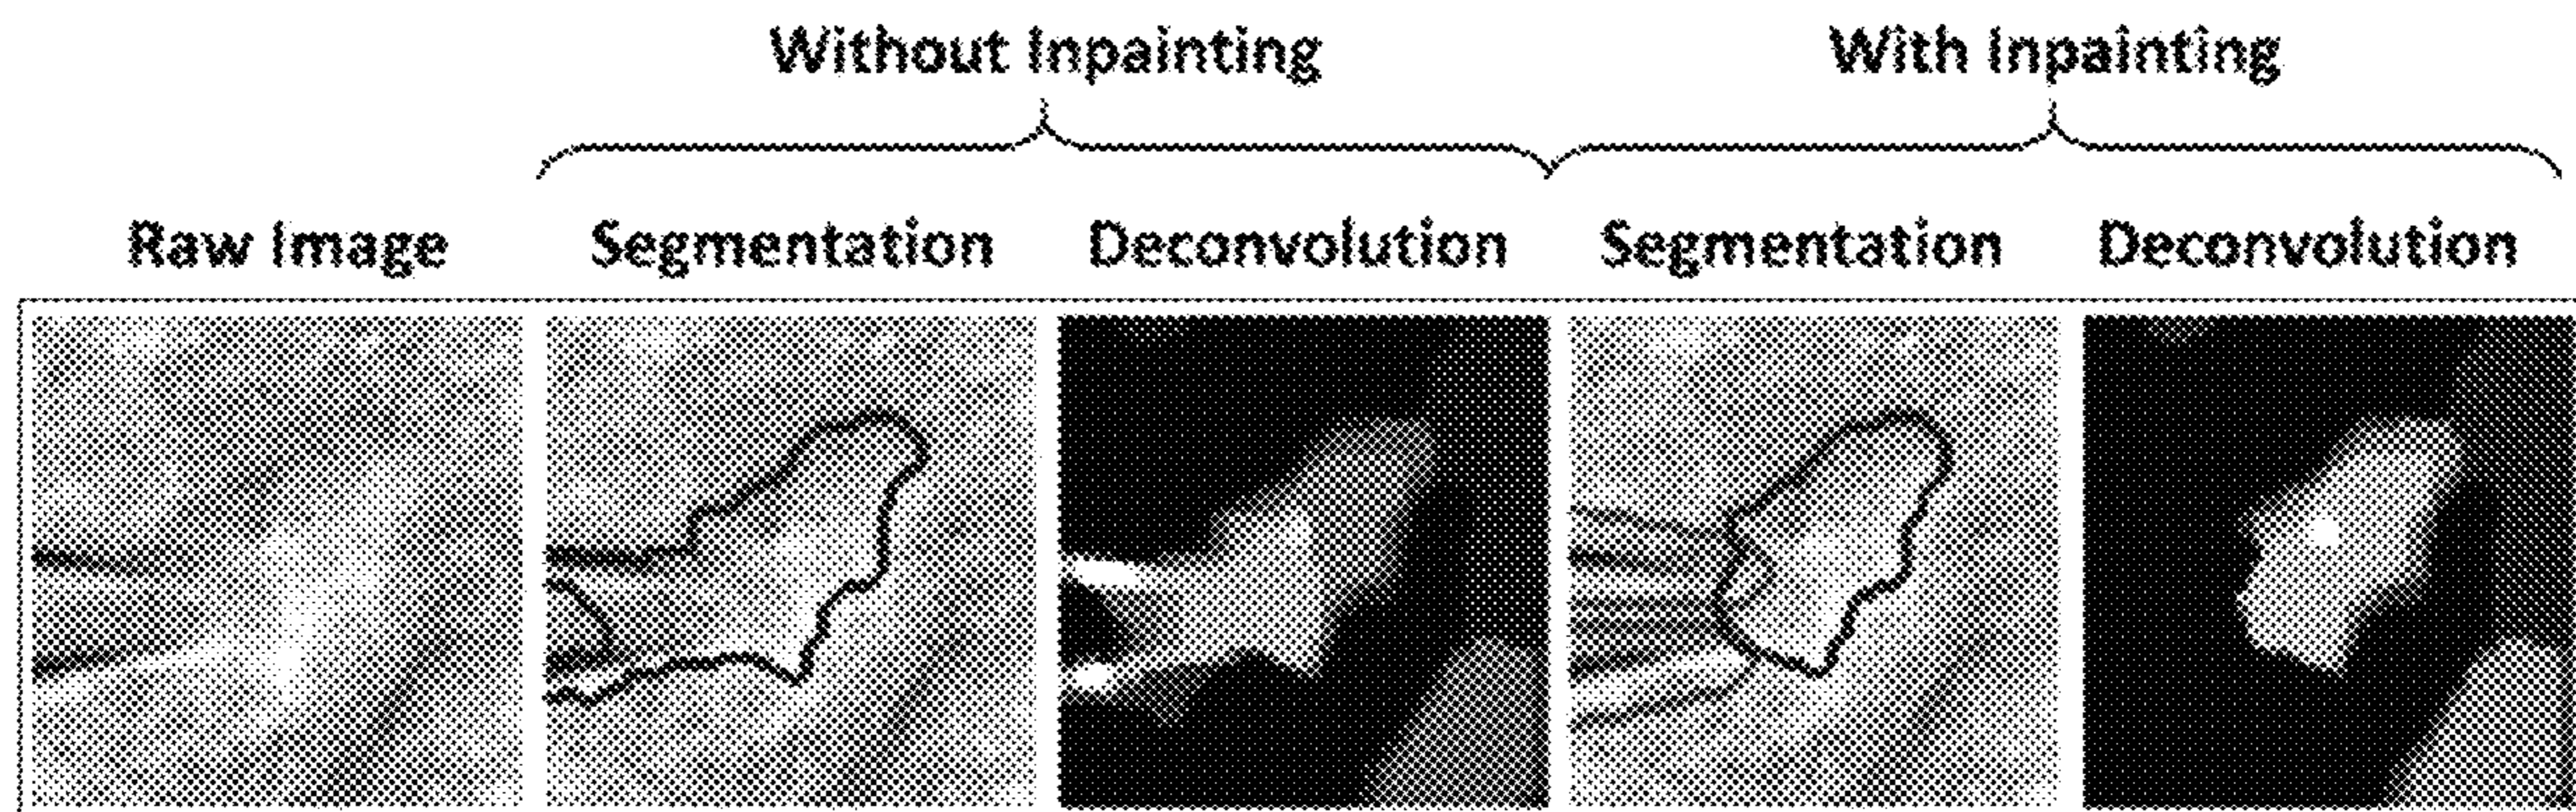 Without Inpainting With Inpainting
Raw Image Segmentation Deconvolution Segmentation Deconvolution